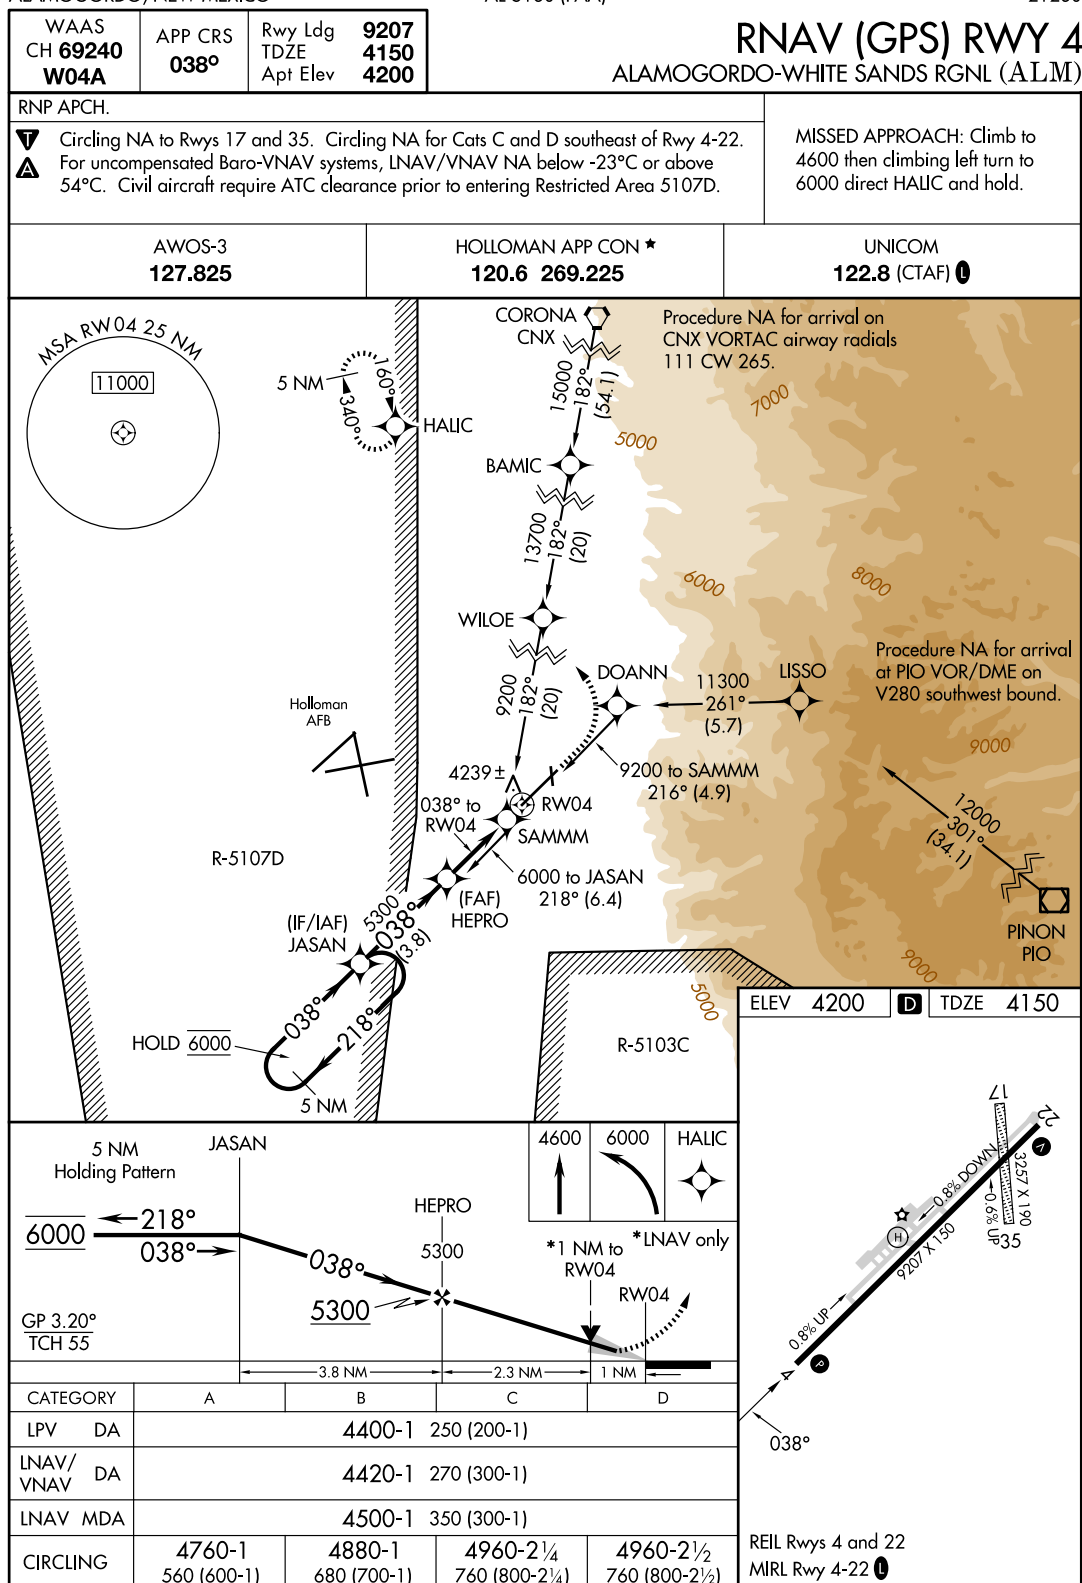 WAAS
CH 69240
W04A
APP CRS
038°
Rwy Ldg 9207
TDZE 4150
Apt Elev 4200
RNAV (GPS) RWY 4
ALAMOGORDO-WHITE SANDS RGNL (ALM)
RNP APCH.
T
A
Circling NA to Rwys 17 and 35. Circling NA for Cats C and D southeast of Rwy 4-22.
For uncompensated Baro-VNAV systems, LNAV/VNAV NA below -23°C or above
54°C. Civil aircraft require ATC clearance prior to entering Restricted Area 5107D.
MISSED APPROACH: Climb to
4600 then climbing left turn to
6000 direct HALIC and hold.
AWOS-3
127.825
HOLLOMAN APP CON ★
120.6 269.225
UNICOM
122.8 (CTAF) L
MSA RW04 25 NM
11000
5 NM
160°
340°
HALIC
CORONA
CNX
15000
182°
(54.1)
Procedure NA for arrival on
CNX VORTAC airway radials
111 CW 265.
7000
5000
BAMIC
13700
182°
(20)
6000
8000
WILOE
9200
182°
(20)
DOANN
11300
261°
(5.7)
LISSO
Procedure NA for arrival
at PIO VOR/DME on
V280 southwest bound.
9000
Holloman
AFB
4239 ±
9200 to SAMMM
216° (4.9)
038° to
RW04
RW04
SAMMM
12000
301°
(34.1)
R-5107D
6000 to JASAN
218° (6.4)
(FAF)
HEPRO
(IF/IAF)
JASAN
5300
038°
(3.8)
PINON
PIO
9000
5000
038°
218°
HOLD 6000
5 NM
R-5103C
ELEV 4200 D TDZE 4150
17
22
V
3257 X 190
0.8% DOWN
0.6% UP
35
H
9207 X 150
0.8% UP
P
4
038°
REIL Rwys 4 and 22
MIRL Rwy 4-22 L
5 NM
Holding Pattern
JASAN
6000
218°
038°
038°
HEPRO
5300
5300
4600
6000
HALIC
*LNAV only
*1 NM to
RW04
RW04
GP 3.20°
TCH 55
3.8 NM
2.3 NM
1 NM
CATEGORY A B C D
LPV DA 4400-1 250 (200-1)
LNAV/
VNAV DA 4420-1 270 (300-1)
LNAV MDA 4500-1 350 (300-1)
CIRCLING
4760-1
560 (600-1)
4880-1
680 (700-1)
4960-2¼
760 (800-2¼)
4960-2½
760 (800-2½)